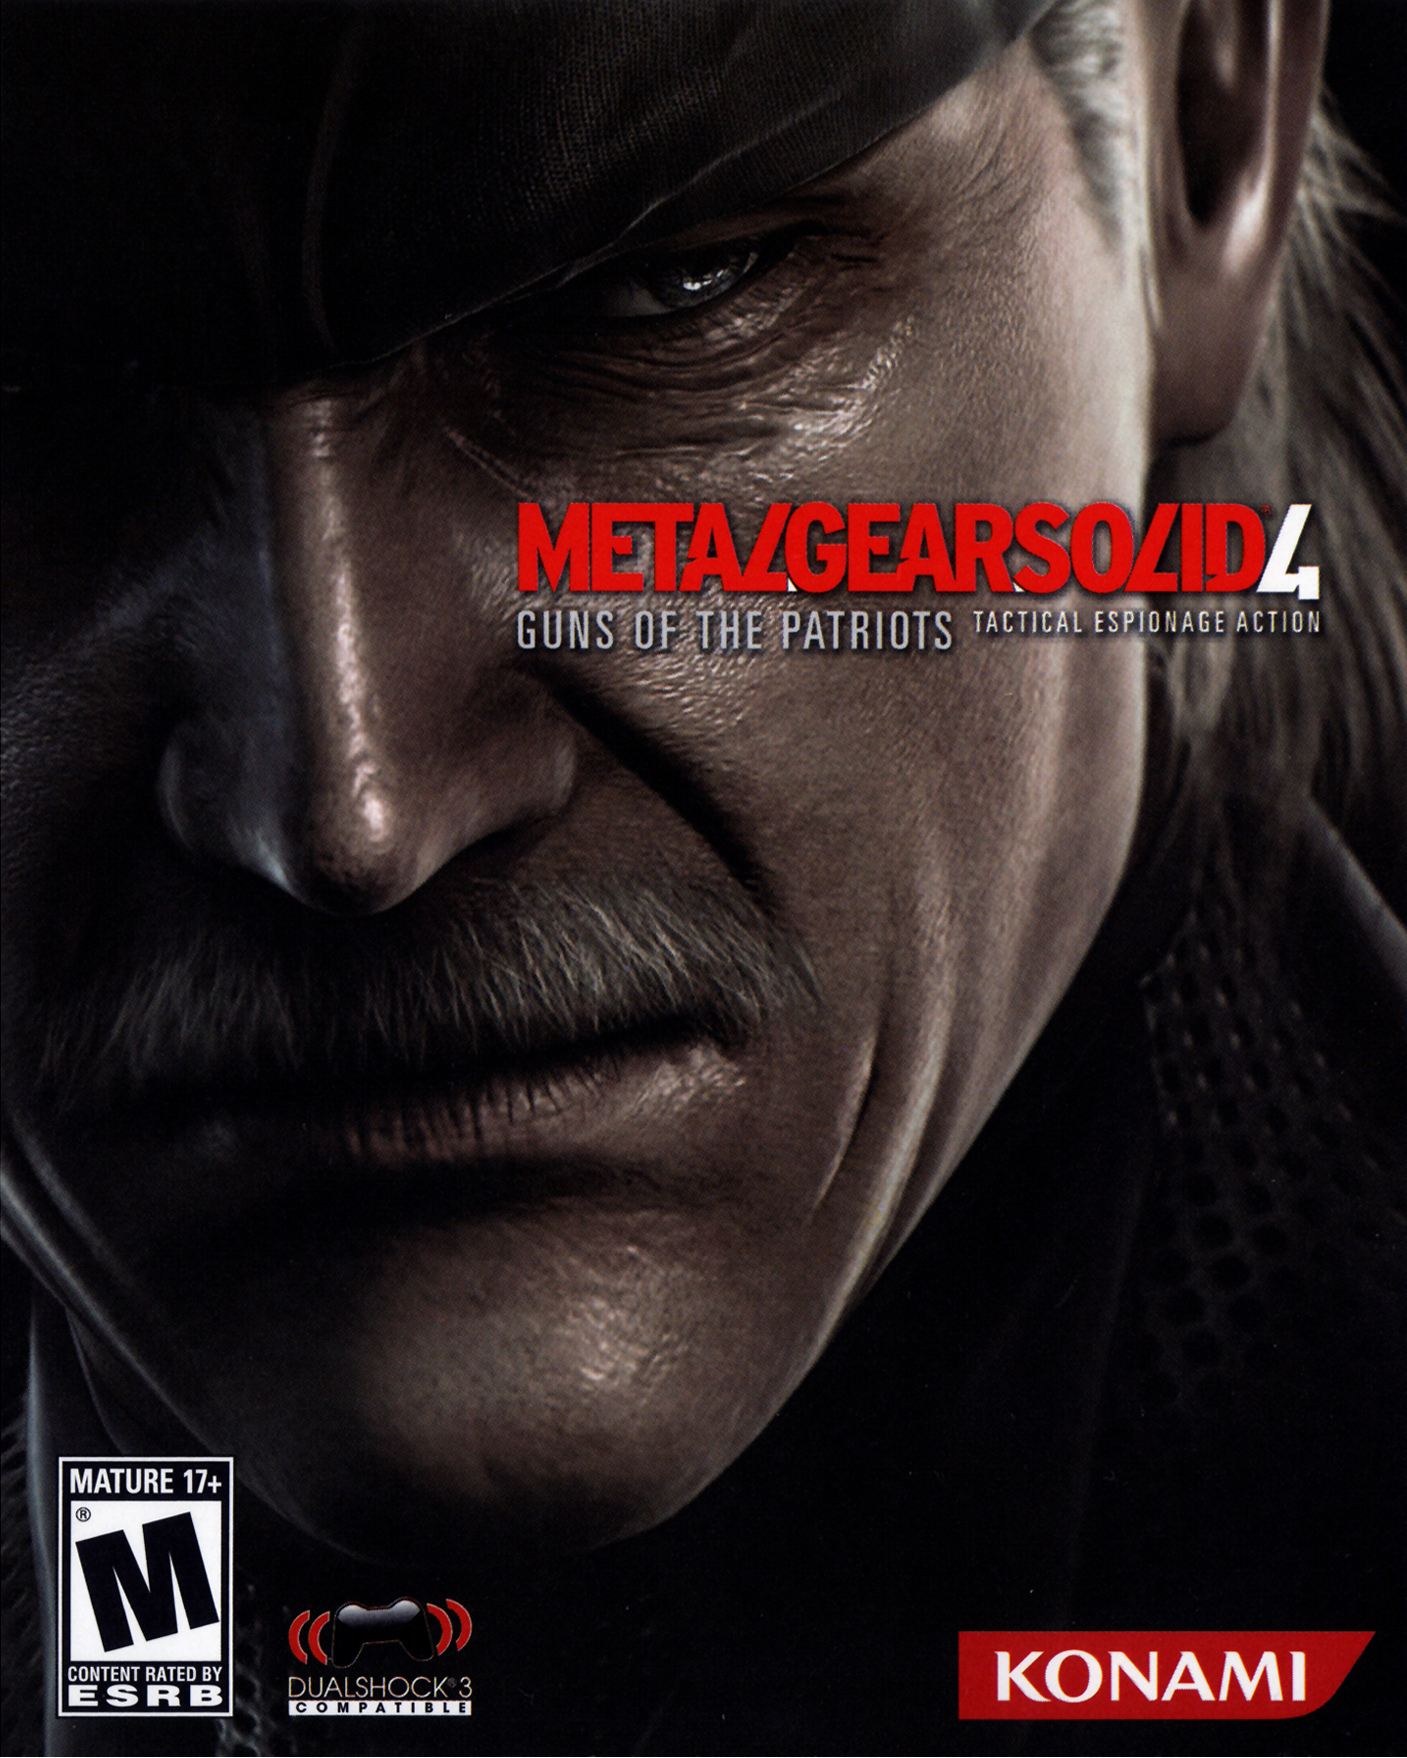 METAL GEAR SOLID® 4
GUNS OF THE PATRIOTS TACTICAL ESPIONAGE ACTION
MATURE 17+
®
M
CONTENT RATED BY
ESRB
DUALSHOCK®3
COMPATIBLE
KONAMI